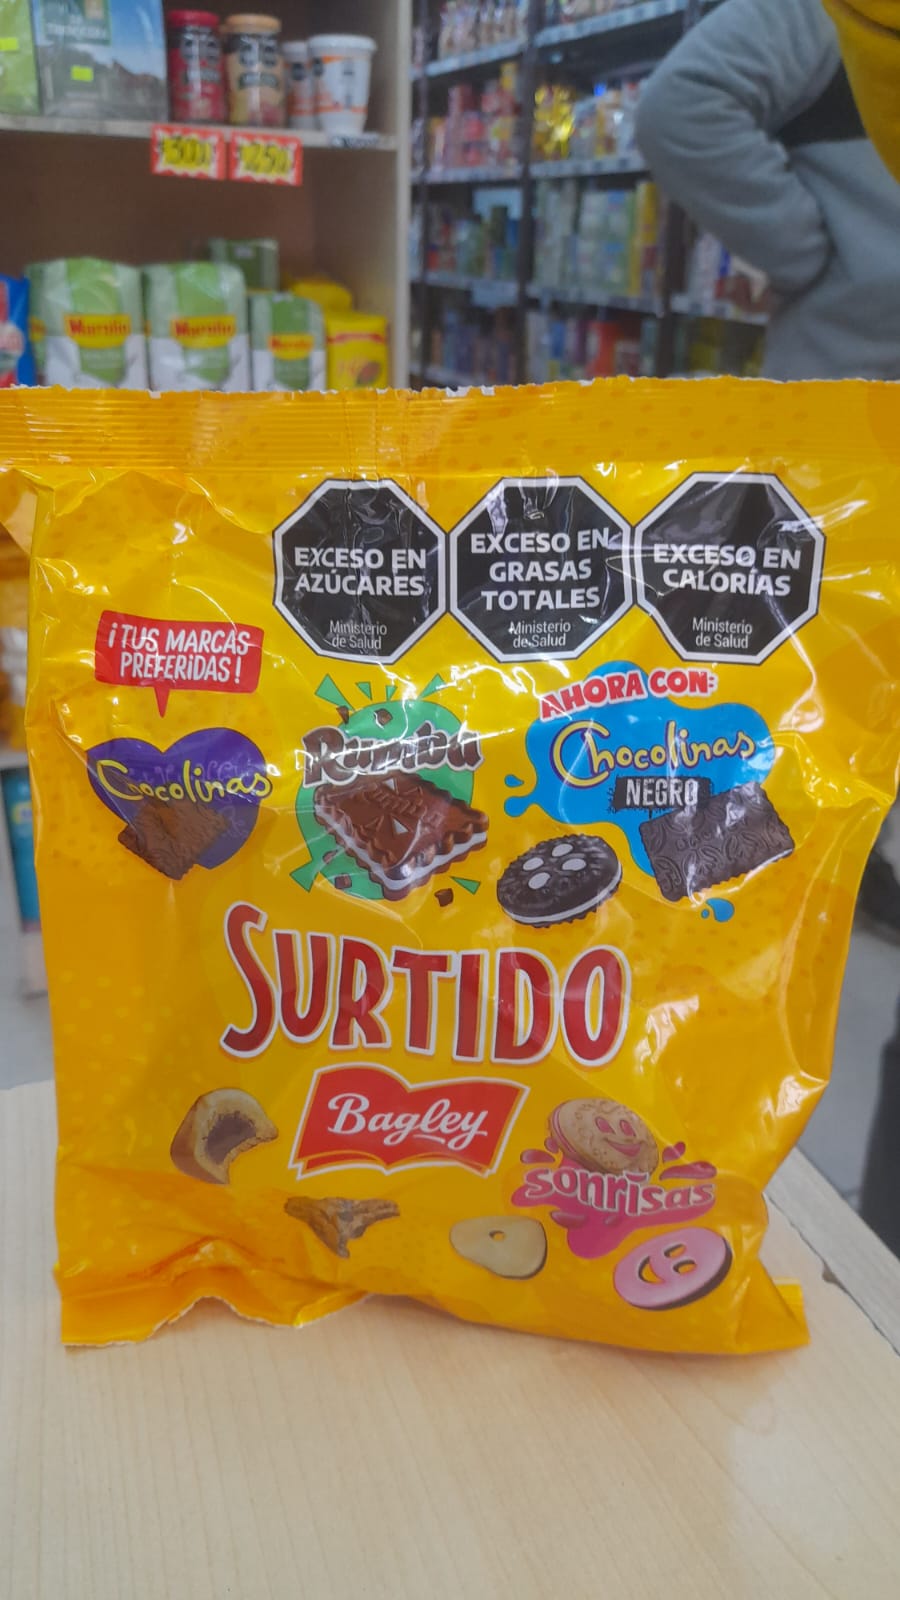 Marolio
Marolio
Marolio
EXCESO EN
AZÚCARES
Ministerio
de Salud
EXCESO EN
GRASAS
TOTALES
Ministerio
de Salud
EXCESO EN
CALORÍAS
Ministerio
de Salud
¡TUS MARCAS
PREFERIDAS!
Chocolinas
Rumba
AHORA CON:
Chocolinas
NEGRO
SURTIDO
Bagley
sonrisas